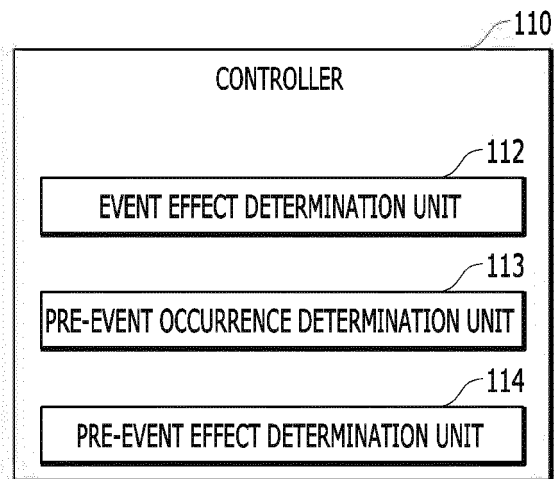 110
CONTROLLER
112
EVENT EFFECT DETERMINATION UNIT
113
PRE-EVENT OCCURRENCE DETERMINATION UNIT
114
PRE-EVENT EFFECT DETERMINATION UNIT